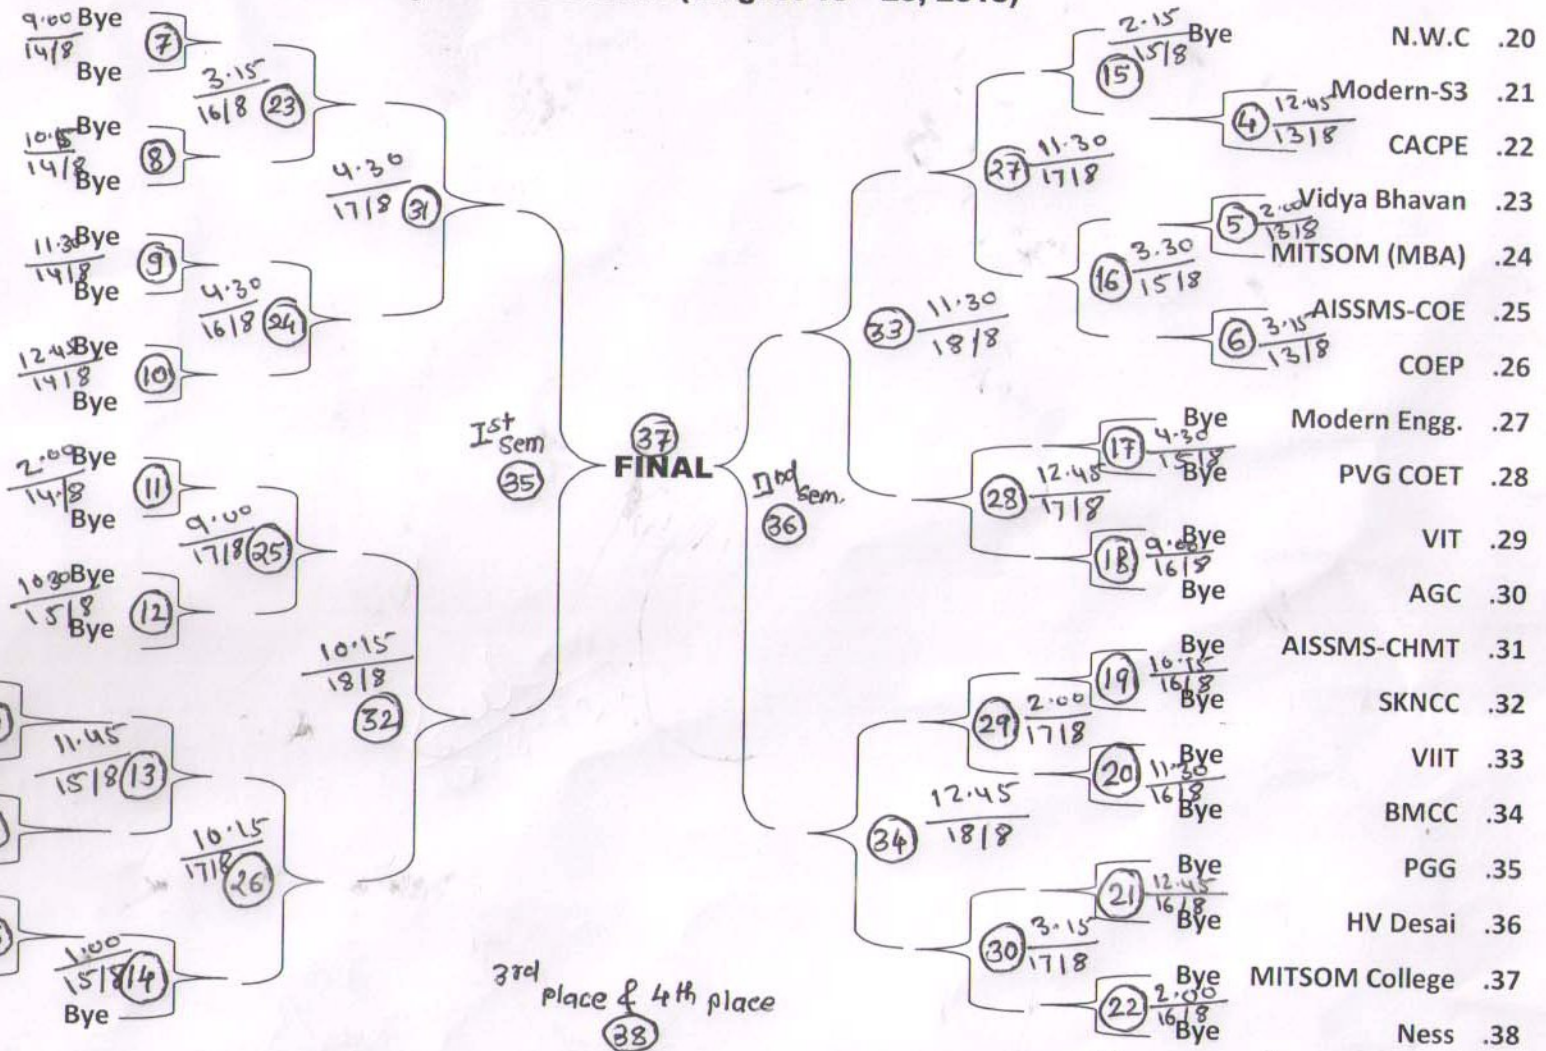 9.00 Bye
14/8 7
Bye
3.15
16/8 23
10.15 Bye
14/8 8
Bye
4.30
17/8 31
11.30 Bye
14/8 9
Bye
4.30
16/8 24
12.45 Bye
14/8 10
Bye
2.00 Bye
14/8 11
Bye
9.00
17/8 25
10.30 Bye
15/8 12
Bye
10.15
18/8
32
11.45
15/8 13
10.15
17/8 26
1.00
15/8 14
Bye
Ist Sem
35
37
FINAL
IInd Sem.
36
3rd place & 4th place
38
2.15 Bye N.W.C .20
15 15/8
Modern-S3 .21
4 12.45
13/8
CACPE .22
27 11.30
17/8
Vidya Bhavan .23
5 2.00
13/8
MITSOM (MBA) .24
16 3.30
15/8
AISSMS-COE .25
6 3.15
13/8
COEP .26
33 11.30
18/8
Bye Modern Engg. .27
17 4.30
15/8
Bye PVG COET .28
28 12.45
17/8
Bye VIT .29
18 9.00
16/8
Bye AGC .30
Bye AISSMS-CHMT .31
19 10.15
16/8
Bye SKNCC .32
29 2.00
17/8
Bye VIIT .33
20 11.30
16/8
Bye BMCC .34
34 12.45
18/8
Bye PGG .35
21 12.45
16/8
Bye HV Desai .36
30 3.15
17/8
Bye MITSOM College .37
22 2.00
16/8
Bye Ness .38